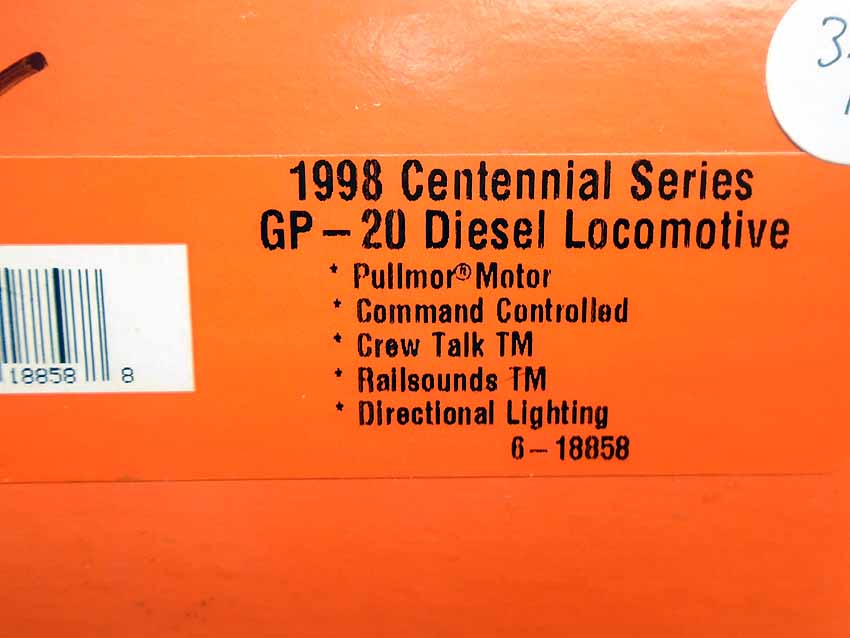 1998 Centennial Series
GP-20 Diesel Locomotive
* Pullmor® Motor
* Command Controlled
* Crew Talk TM
* Railsounds TM
* Directional Lighting
6-18858
18858 8